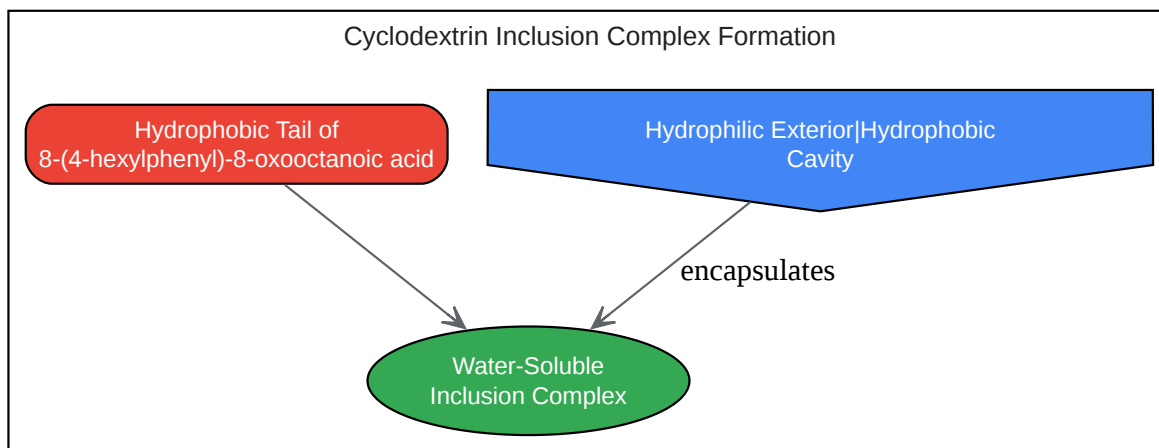 Cyclodextrin Inclusion Complex Formation
Hydrophobic Tail of
8-(4-hexylphenyl)-8-oxooctanoic acid
Hydrophilic Exterior|Hydrophobic
Cavity
encapsulates
Water-Soluble
Inclusion Complex